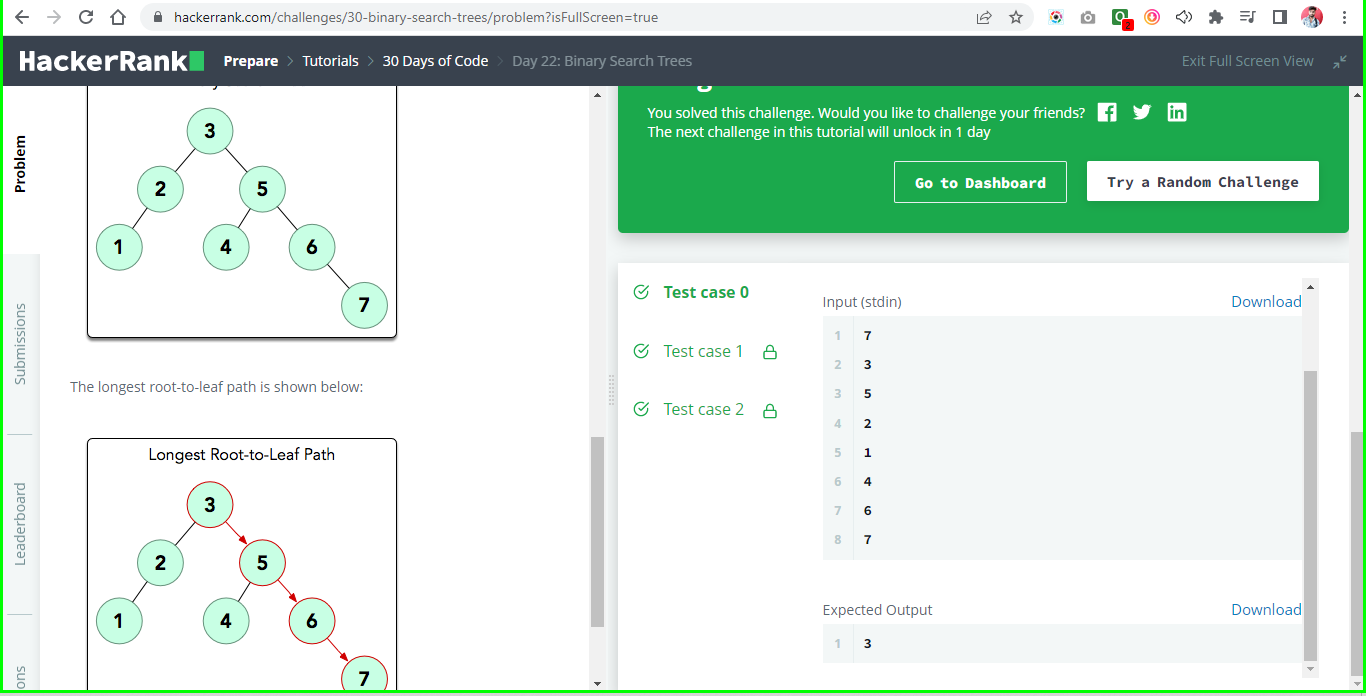 hackerrank.com/challenges/30-binary-search-trees/problem?isFullScreen=true
2
HackerRank
Prepare > Tutorials > 30 Days of Code > Day 22: Binary Search Trees
Exit Full Screen View
Problem
Submissions
Leaderboard
3
2 5
1 4 6
7
The longest root-to-leaf path is shown below:
Longest Root-to-Leaf Path
3
2 5
1 4 6
7
You solved this challenge. Would you like to challenge your friends?
The next challenge in this tutorial will unlock in 1 day
Go to Dashboard
Try a Random Challenge
Test case 0
Test case 1
Test case 2
Input (stdin)
Download
1 7
2 3
3 5
4 2
5 1
6 4
7 6
8 7
Expected Output
Download
1 3